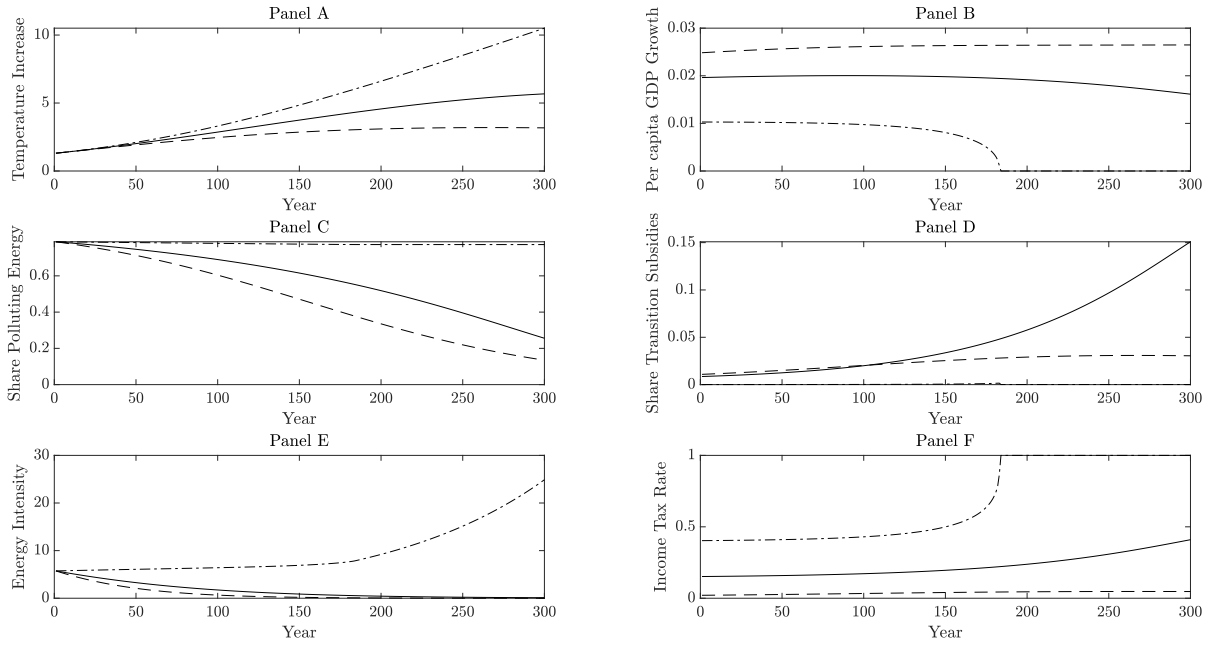 Panel A
Temperature Increase
10
5
0
0 50 100 150 200 250 300
Year
Panel B
Per capita GDP Growth
0.03
0.02
0.01
0
0 50 100 150 200 250 300
Year
Panel C
Share Polluting Energy
0.6
0.4
0.2
0
0 50 100 150 200 250 300
Year
Panel D
Share Transition Subsidies
0.15
0.1
0.05
0
0 50 100 150 200 250 300
Year
Panel E
Energy Intensity
30
20
10
0
0 50 100 150 200 250 300
Year
Panel F
Income Tax Rate
1
0.5
0
0 50 100 150 200 250 300
Year